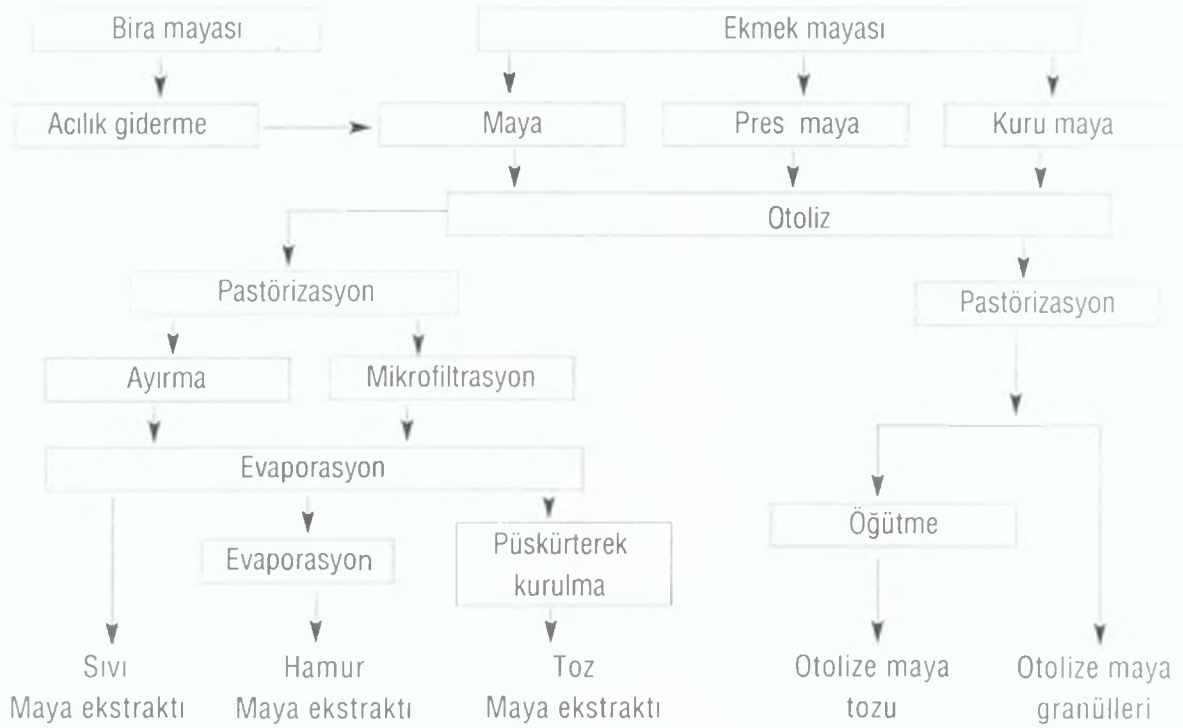 Bira mayası
Ekmek mayası
Acılık giderme
Maya
Pres maya
Kuru maya
Otoliz
Pastörizasyon
Pastörizasyon
Ayırma
Mikrofiltrasyon
Evaporasyon
Öğütme
Evaporasyon
Püskürterek
kurulma
Sıvı
Maya ekstraktı
Hamur
Maya ekstraktı
Toz
Maya ekstraktı
Otolize maya
tozu
Otolize maya
granülleri